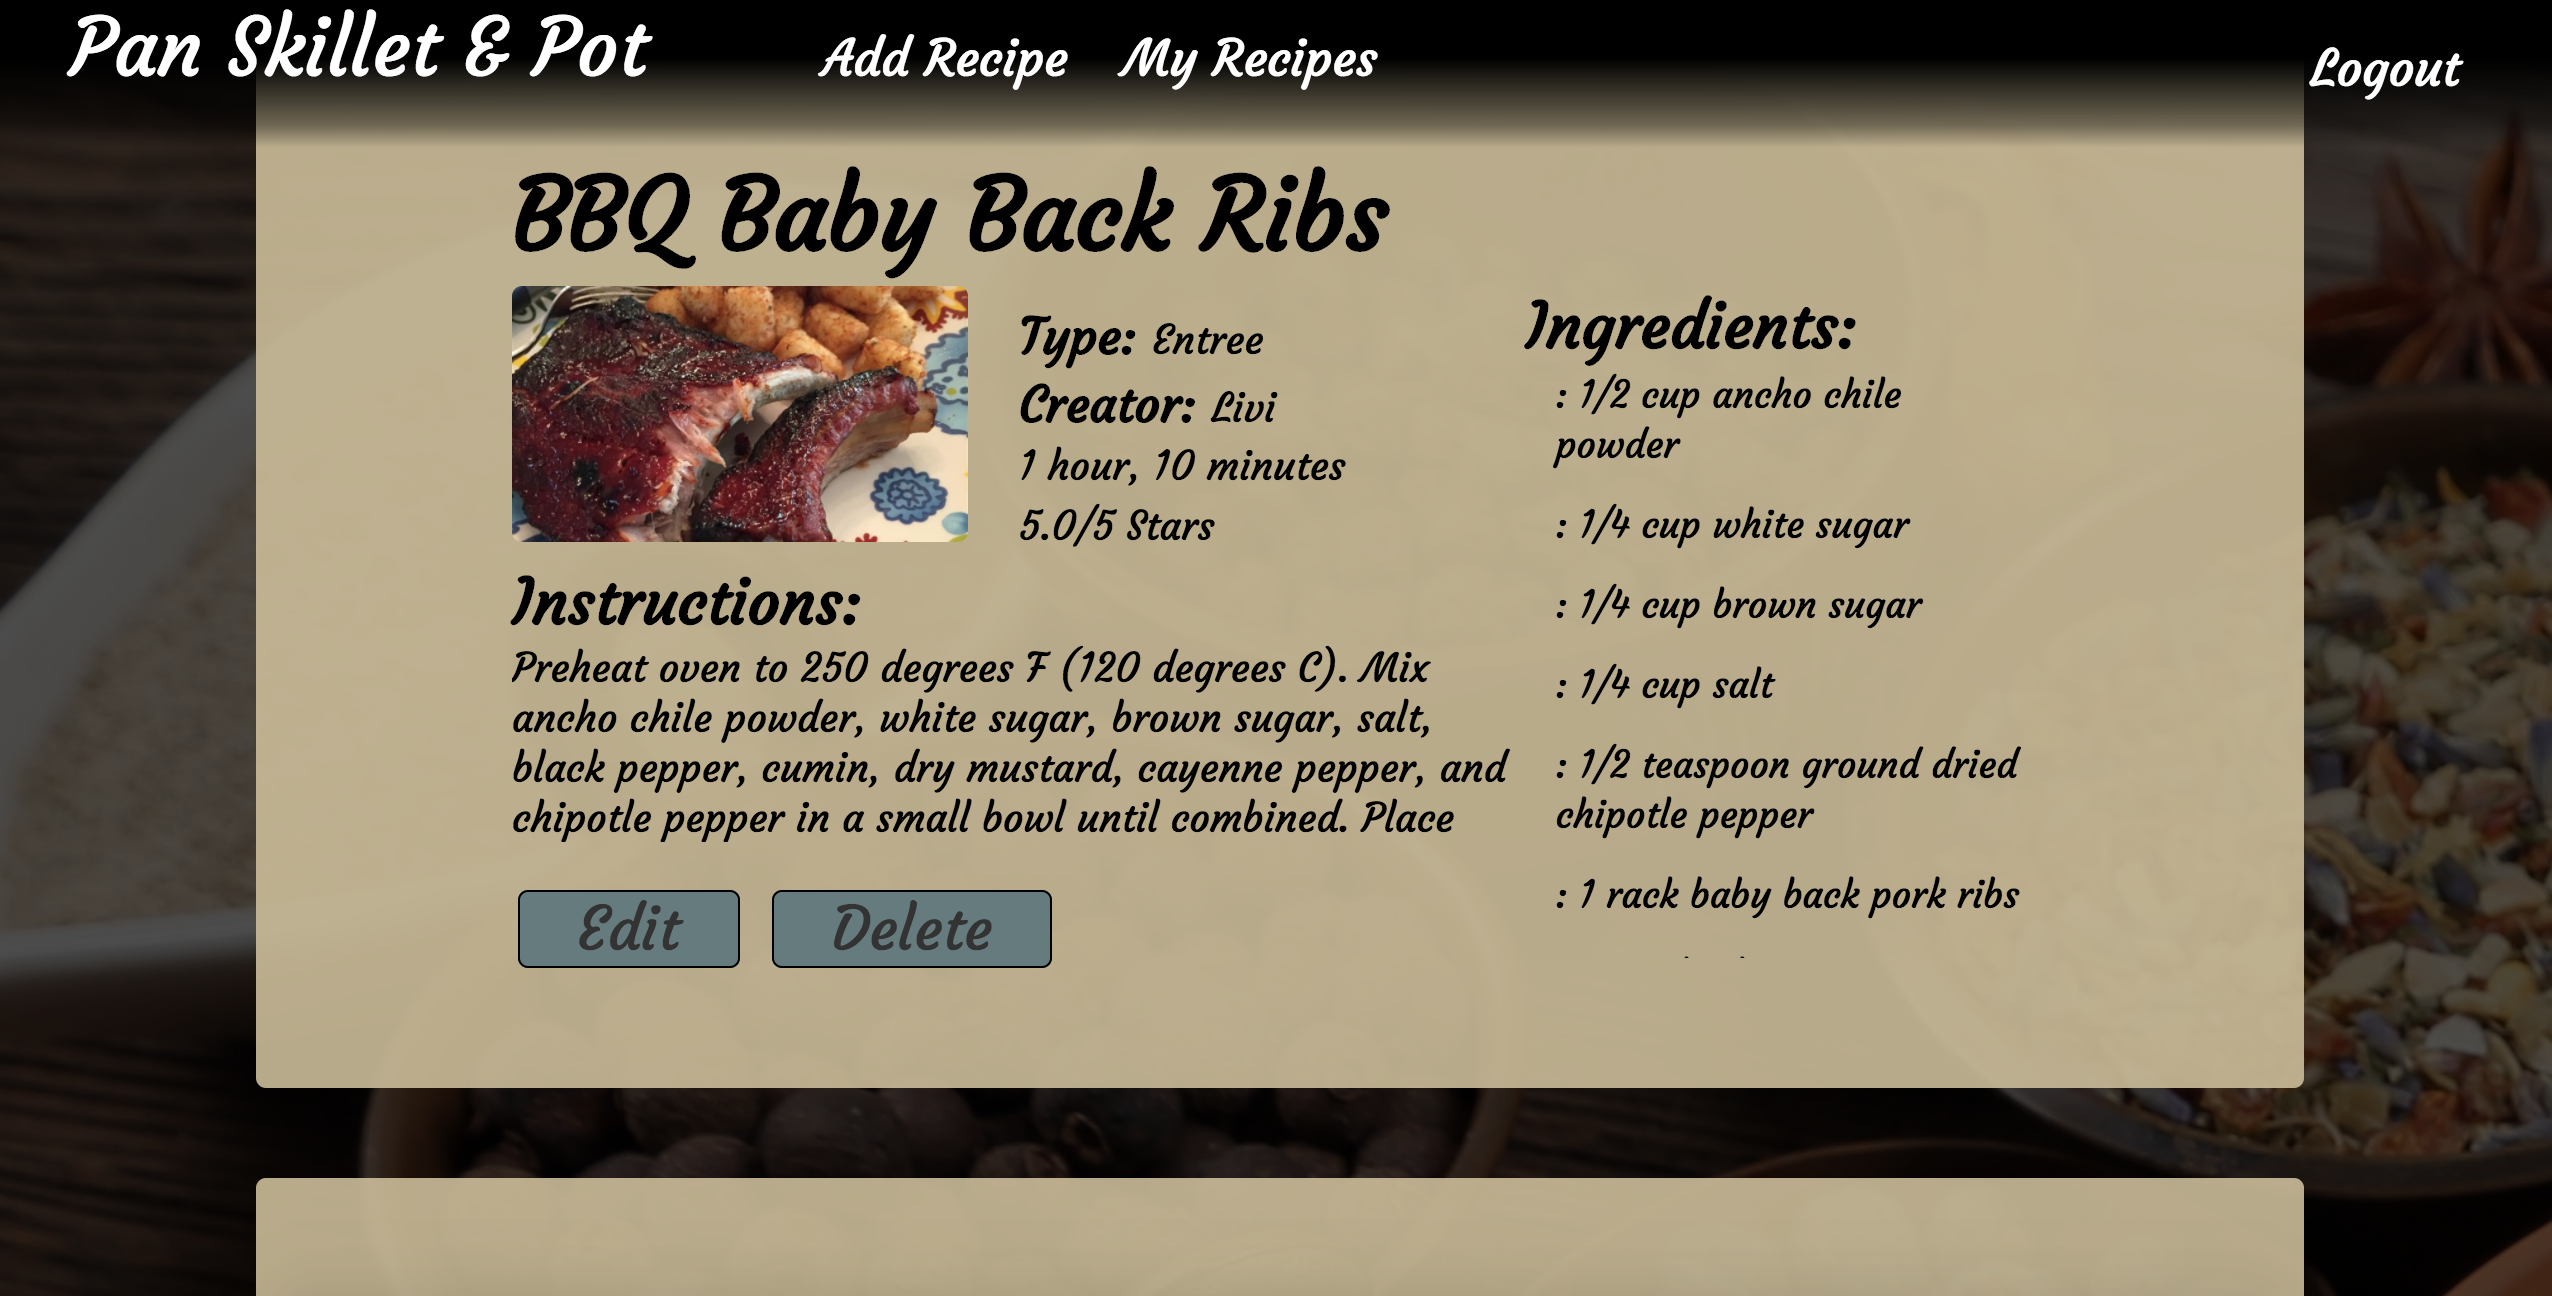 Pan Skillet & Pot
Add Recipe
My Recipes
Logout
BBQ Baby Back Ribs
Type: Entree
Creator: Livi
1 hour, 10 minutes
5.0/5 Stars
Instructions:
Preheat oven to 250 degrees F (120 degrees C). Mix
ancho chile powder, white sugar, brown sugar, salt,
black pepper, cumin, dry mustard, cayenne pepper, and
chipotle pepper in a small bowl until combined. Place
Edit
Delete
Ingredients:
: 1/2 cup ancho chile
powder
: 1/4 cup white sugar
: 1/4 cup brown sugar
: 1/4 cup salt
: 1/2 teaspoon ground dried
chipotle pepper
: 1 rack baby back pork ribs